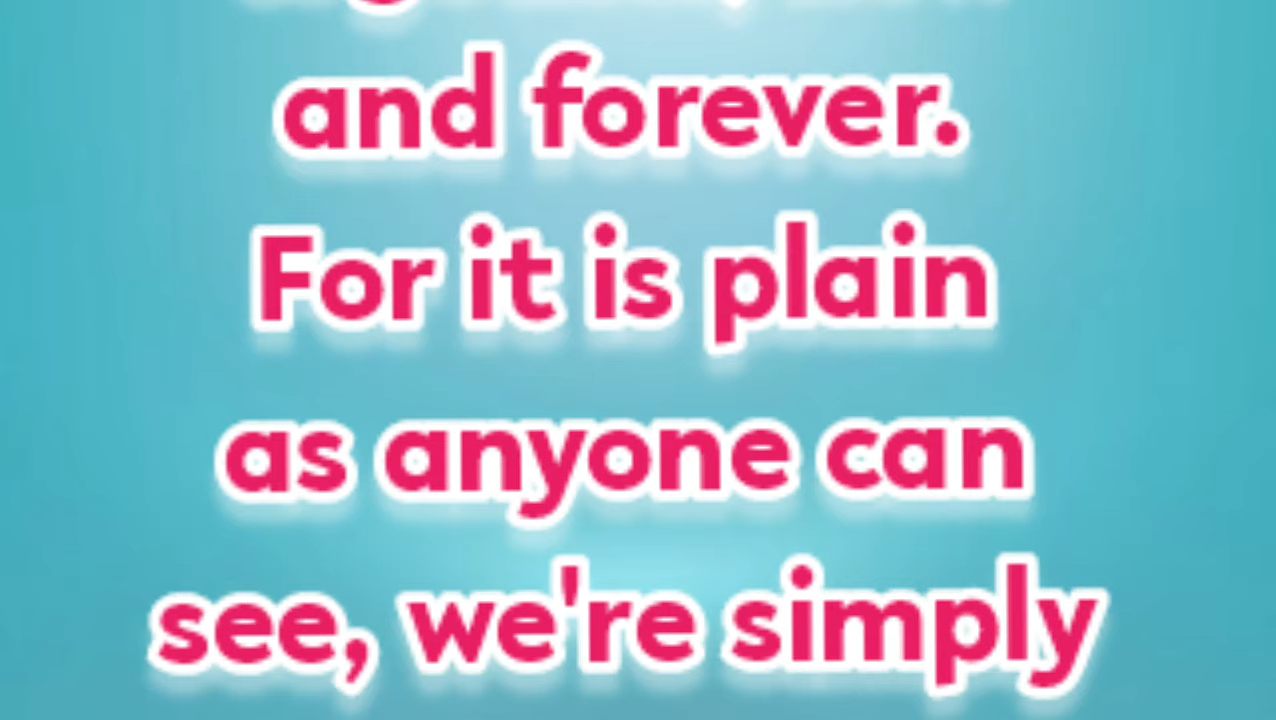 and forever.
For it is plain
as anyone can
see, we're simply